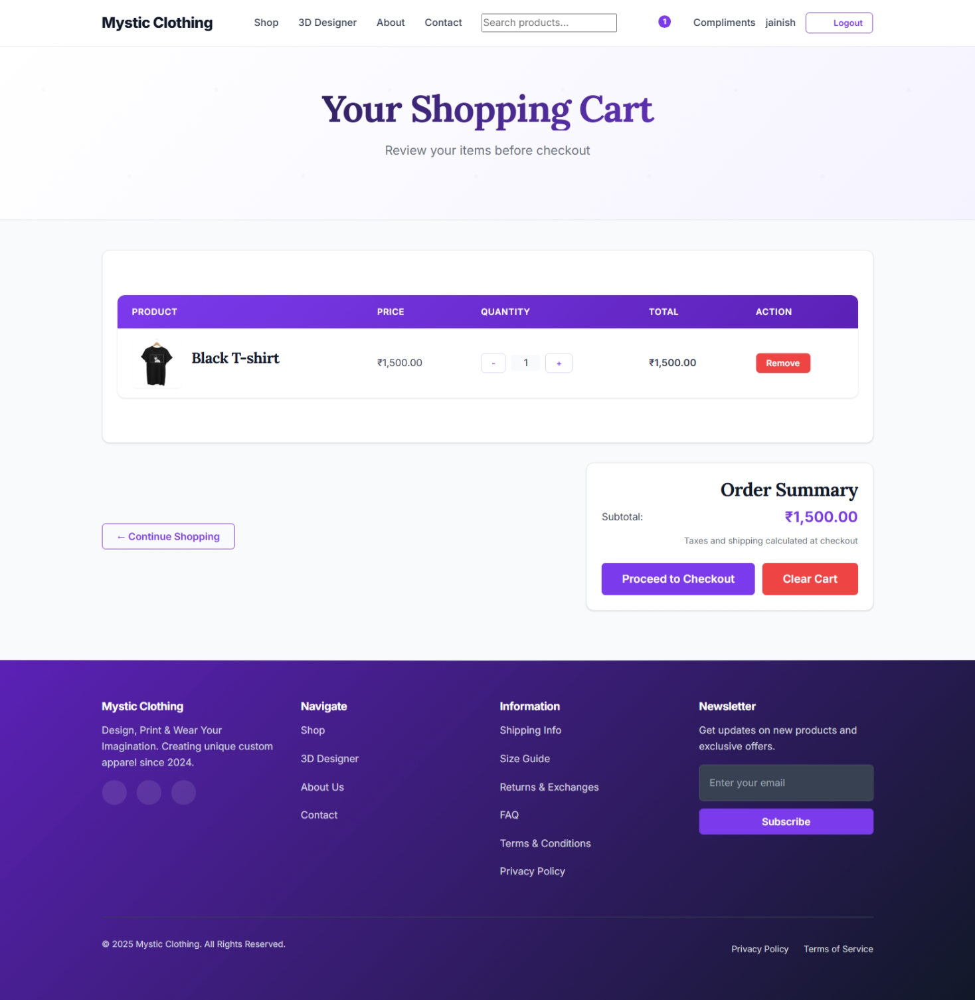 Mystic Clothing
Shop
3D Designer
About
Contact
Search products...
1
Compliments
jainish
Logout
Your Shopping Cart
Review your items before checkout
PRODUCT PRICE QUANTITY TOTAL ACTION
Black T-shirt ₹1,500.00 - 1 + ₹1,500.00 Remove
Order Summary
Subtotal: ₹1,500.00
Taxes and shipping calculated at checkout
← Continue Shopping
Proceed to Checkout
Clear Cart
Mystic Clothing
Design, Print & Wear Your
Imagination. Creating unique custom
apparel since 2024.
Navigate
Shop
3D Designer
About Us
Contact
Information
Shipping Info
Size Guide
Returns & Exchanges
FAQ
Terms & Conditions
Privacy Policy
Newsletter
Get updates on new products and
exclusive offers.
Enter your email
Subscribe
© 2025 Mystic Clothing. All Rights Reserved.
Privacy Policy
Terms of Service